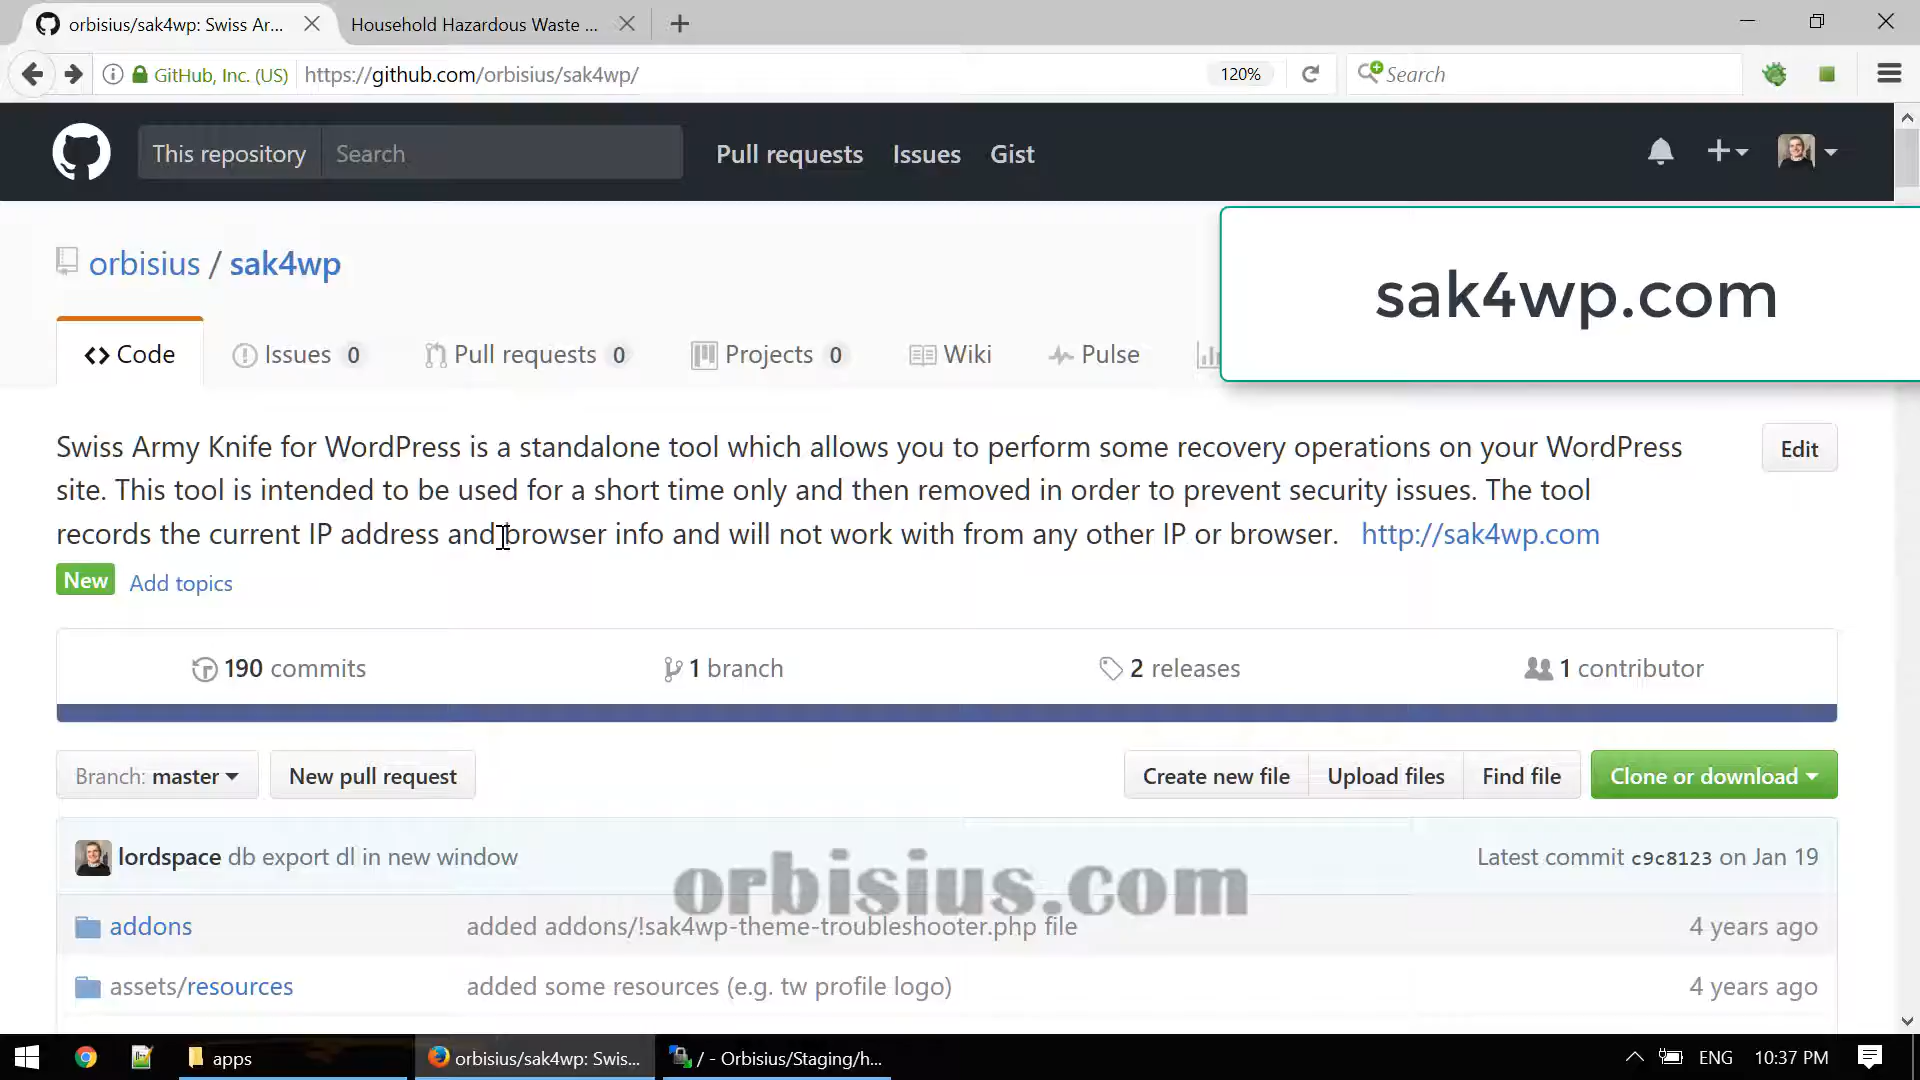 orbisius/sak4wp: Swiss Ar...
Household Hazardous Waste ...
GitHub, Inc. (US)
https://github.com/orbisius/sak4wp/
120%
Search
This repository
Search
Pull requests
Issues
Gist
orbisius / sak4wp
sak4wp.com
Code
Issues 0
Pull requests 0
Projects 0
Wiki
Pulse
Swiss Army Knife for WordPress is a standalone tool which allows you to perform some recovery operations on your WordPress
site. This tool is intended to be used for a short time only and then removed in order to prevent security issues. The tool
records the current IP address and browser info and will not work with from any other IP or browser. http://sak4wp.com
Edit
New Add topics
190 commits
1 branch
2 releases
1 contributor
Branch: master
New pull request
Create new file
Upload files
Find file
Clone or download
lordspace db export dl in new window
Latest commit c9c8123 on Jan 19
orbisius.com
addons
added addons/!sak4wp-theme-troubleshooter.php file
4 years ago
assets/resources
added some resources (e.g. tw profile logo)
4 years ago
apps
orbisius/sak4wp: Swis...
/ - Orbisius/Staging/h...
ENG
10:37 PM